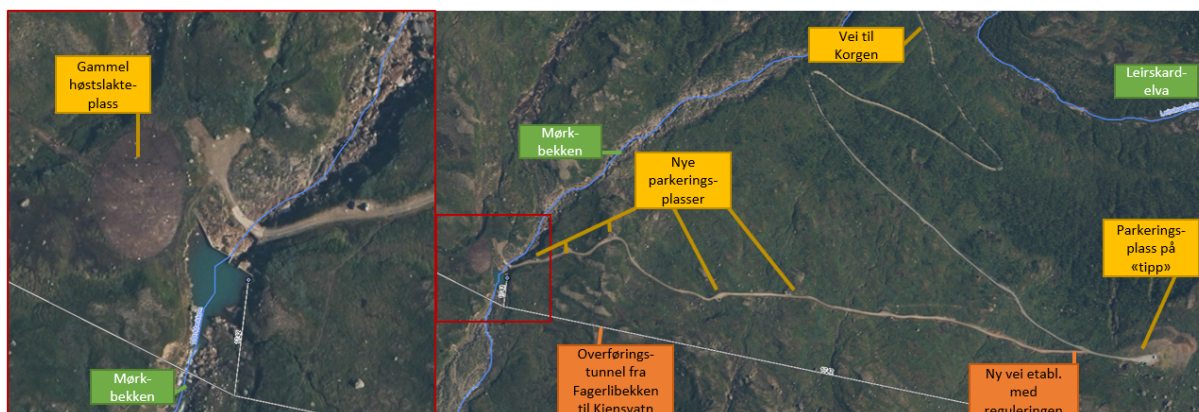 Gammel
høstslakte-
plass
Mørk-
bekken
Vei til
Korgen
Leirskard-
elva
Mørk-
bekken
Nye
parkerings-
plasser
Parkerings-
plass på
«tipp»
Overførings-
tunnel fra
Fagerlibekken
til Kjensvatn
Ny vei etabl.
med
reguleringen